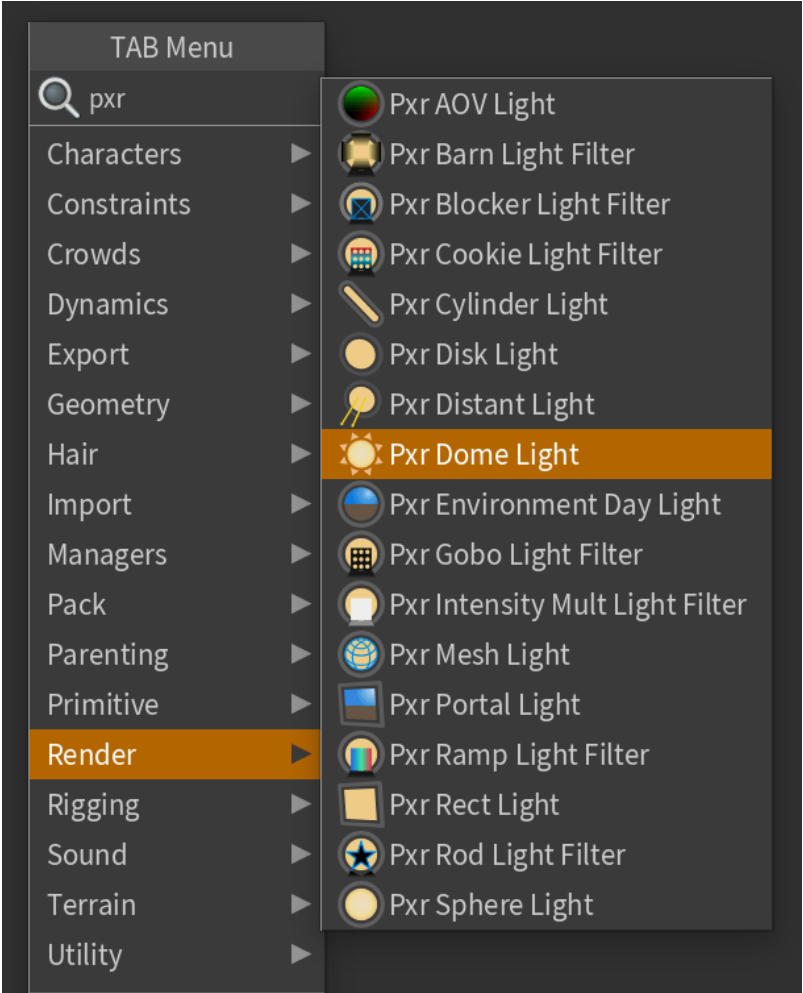 TAB Menu
pxr
Characters
Constraints
Crowds
Dynamics
Export
Geometry
Hair
Import
Managers
Pack
Parenting
Primitive
Render
Rigging
Sound
Terrain
Utility
Pxr AOV Light
Pxr Barn Light Filter
Pxr Blocker Light Filter
Pxr Cookie Light Filter
Pxr Cylinder Light
Pxr Disk Light
Pxr Distant Light
Pxr Dome Light
Pxr Environment Day Light
Pxr Gobo Light Filter
Pxr Intensity Mult Light Filter
Pxr Mesh Light
Pxr Portal Light
Pxr Ramp Light Filter
Pxr Rect Light
Pxr Rod Light Filter
Pxr Sphere Light